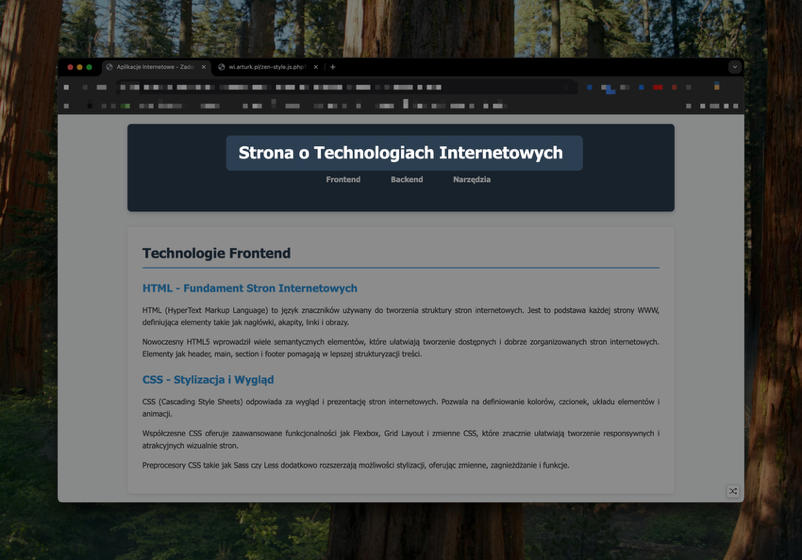 Aplikacje Internetowe - Zada
wi.arturk.pl/zen-style.js.php
Strona o Technologiach Internetowych
Frontend Backend Narzędzia
Technologie Frontend
HTML - Fundament Stron Internetowych
HTML (HyperText Markup Language) to język znaczników używany do tworzenia struktury stron internetowych. Jest to podstawa każdej strony WWW,
definiująca elementy takie jak nagłówki, akapity, linki i obrazy.
Nowoczesny HTML5 wprowadził wiele semantycznych elementów, które ułatwiają tworzenie dostępnych i dobrze zorganizowanych stron internetowych.
Elementy jak header, main, section i footer pomagają w lepszej strukturyzacji treści.
CSS - Stylizacja i Wygląd
CSS (Cascading Style Sheets) odpowiada za wygląd i prezentację stron internetowych. Pozwala na definiowanie kolorów, czcionek, układu elementów i
animacji.
Współczesne CSS oferuje zaawansowane funkcjonalności jak Flexbox, Grid Layout i zmienne CSS, które znacznie ułatwiają tworzenie responsywnych i
atrakcyjnych wizualnie stron.
Preprocesory CSS takie jak Sass czy Less dodatkowo rozszerzają możliwości stylizacji, oferując zmienne, zagnieżdżanie i funkcje.